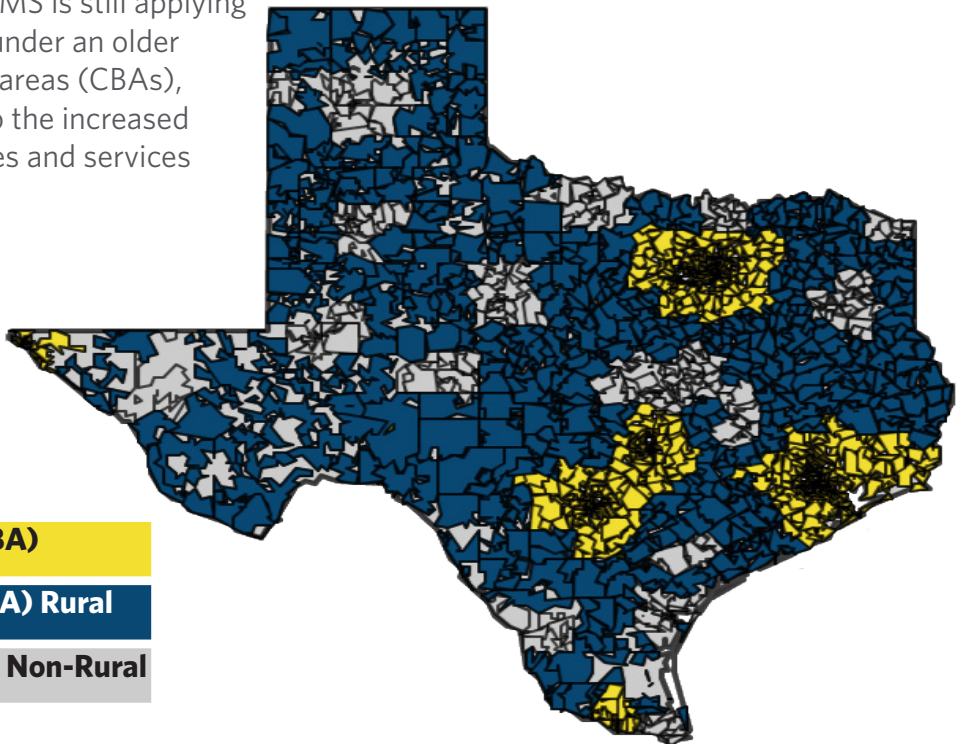 MS is still applying
under an older
areas (CBAs),
o the increased
es and services
BA)
A) Rural
Non-Rural